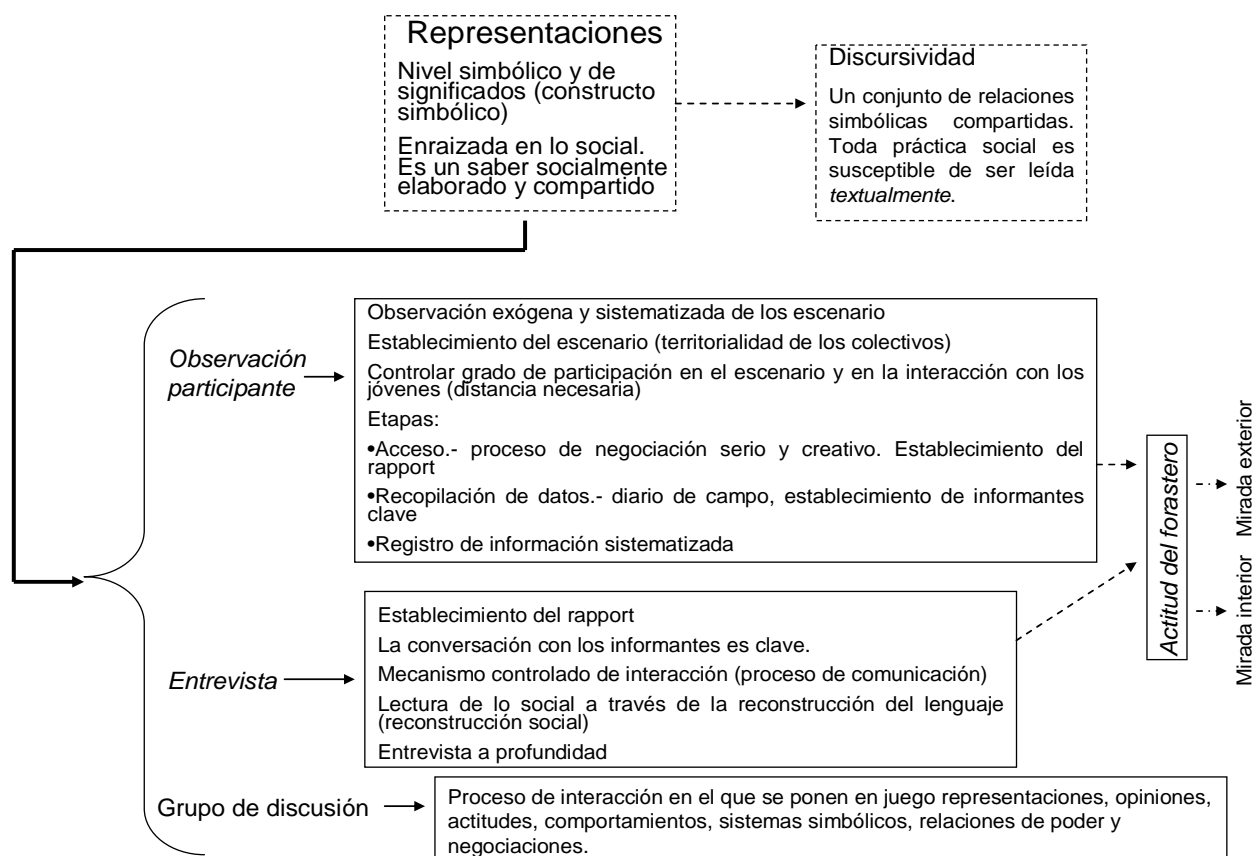 Representaciones
Nivel simbólico y de
significados (constructo
simbólico)
Enraizada en lo social.
Es un saber socialmente
elaborado y compartido
Discursividad
Un conjunto de relaciones
simbólicas compartidas.
Toda práctica social es
susceptible de ser leída
textualmente.
Observación
participante
Observación exógena y sistematizada de los escenario
Establecimiento del escenario (territorialidad de los colectivos)
Controlar grado de participación en el escenario y en la interacción con los
jóvenes (distancia necesaria)
Etapas:
•Acceso.- proceso de negociación serio y creativo. Establecimiento del
rapport
•Recopilación de datos.- diario de campo, establecimiento de informantes
clave
•Registro de información sistematizada
Entrevista
Establecimiento del rapport
La conversación con los informantes es clave.
Mecanismo controlado de interacción (proceso de comunicación)
Lectura de lo social a través de la reconstrucción del lenguaje
(reconstrucción social)
Entrevista a profundidad
Grupo de discusión
Proceso de interacción en el que se ponen en juego representaciones, opiniones,
actitudes, comportamientos, sistemas simbólicos, relaciones de poder y
negociaciones.
Actitud del forastero
Mirada exterior
Mirada interior